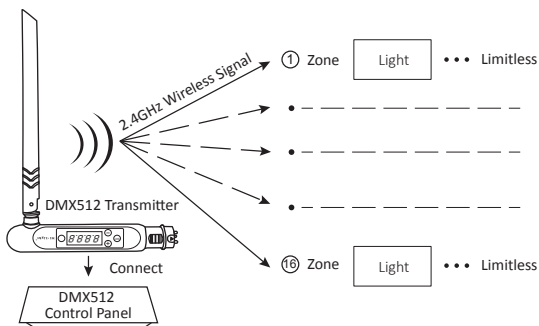 ① Zone Light ••• Limitless
2.4GHz Wireless Signal
DMX512 Transmitter
8888
Connect
DMX512
Control Panel
⑯ Zone Light ••• Limitless